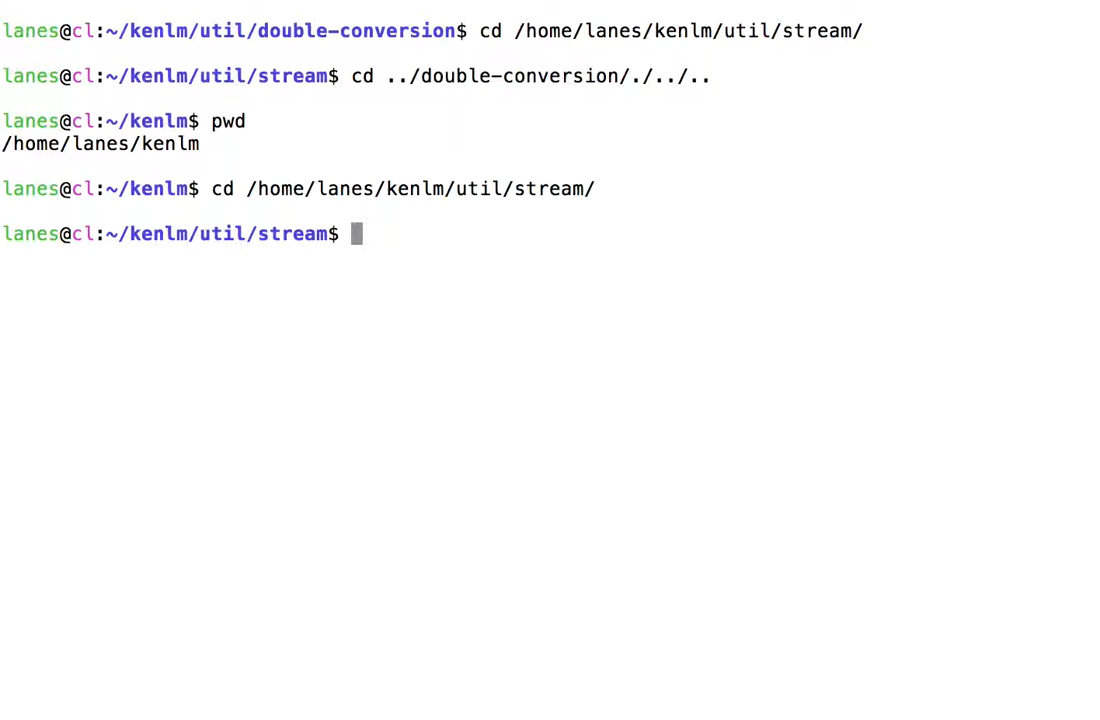 lanes@cl:~/kenlm/util/double-conversion$ cd /home/lanes/kenlm/util/stream/
lanes@cl:~/kenlm/util/stream$ cd ../double-conversion/./../..
lanes@cl:~/kenlm$ pwd
/home/lanes/kenlm
lanes@cl:~/kenlm$ cd /home/lanes/kenlm/util/stream/
lanes@cl:~/kenlm/util/stream$